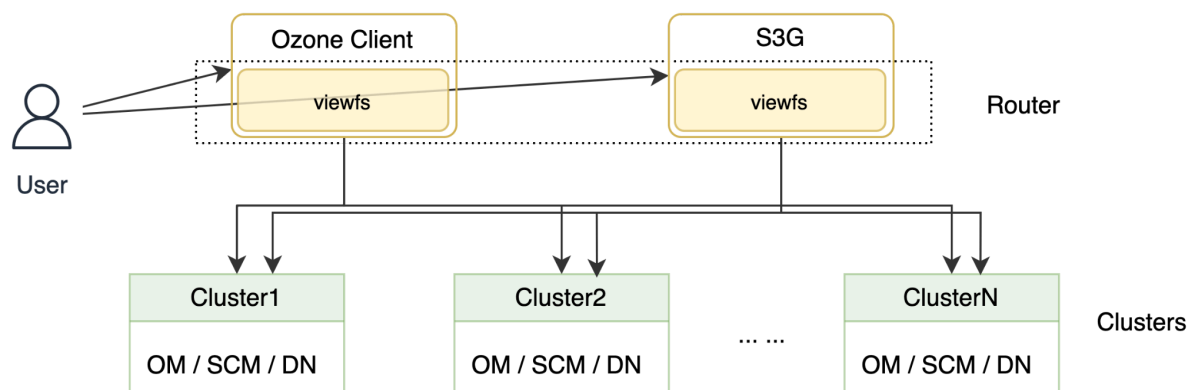 Ozone Client
S3G
viewfs
viewfs
Router
User
Cluster1
Cluster2
ClusterN
Clusters
... ...
OM / SCM / DN
OM / SCM / DN
OM / SCM / DN